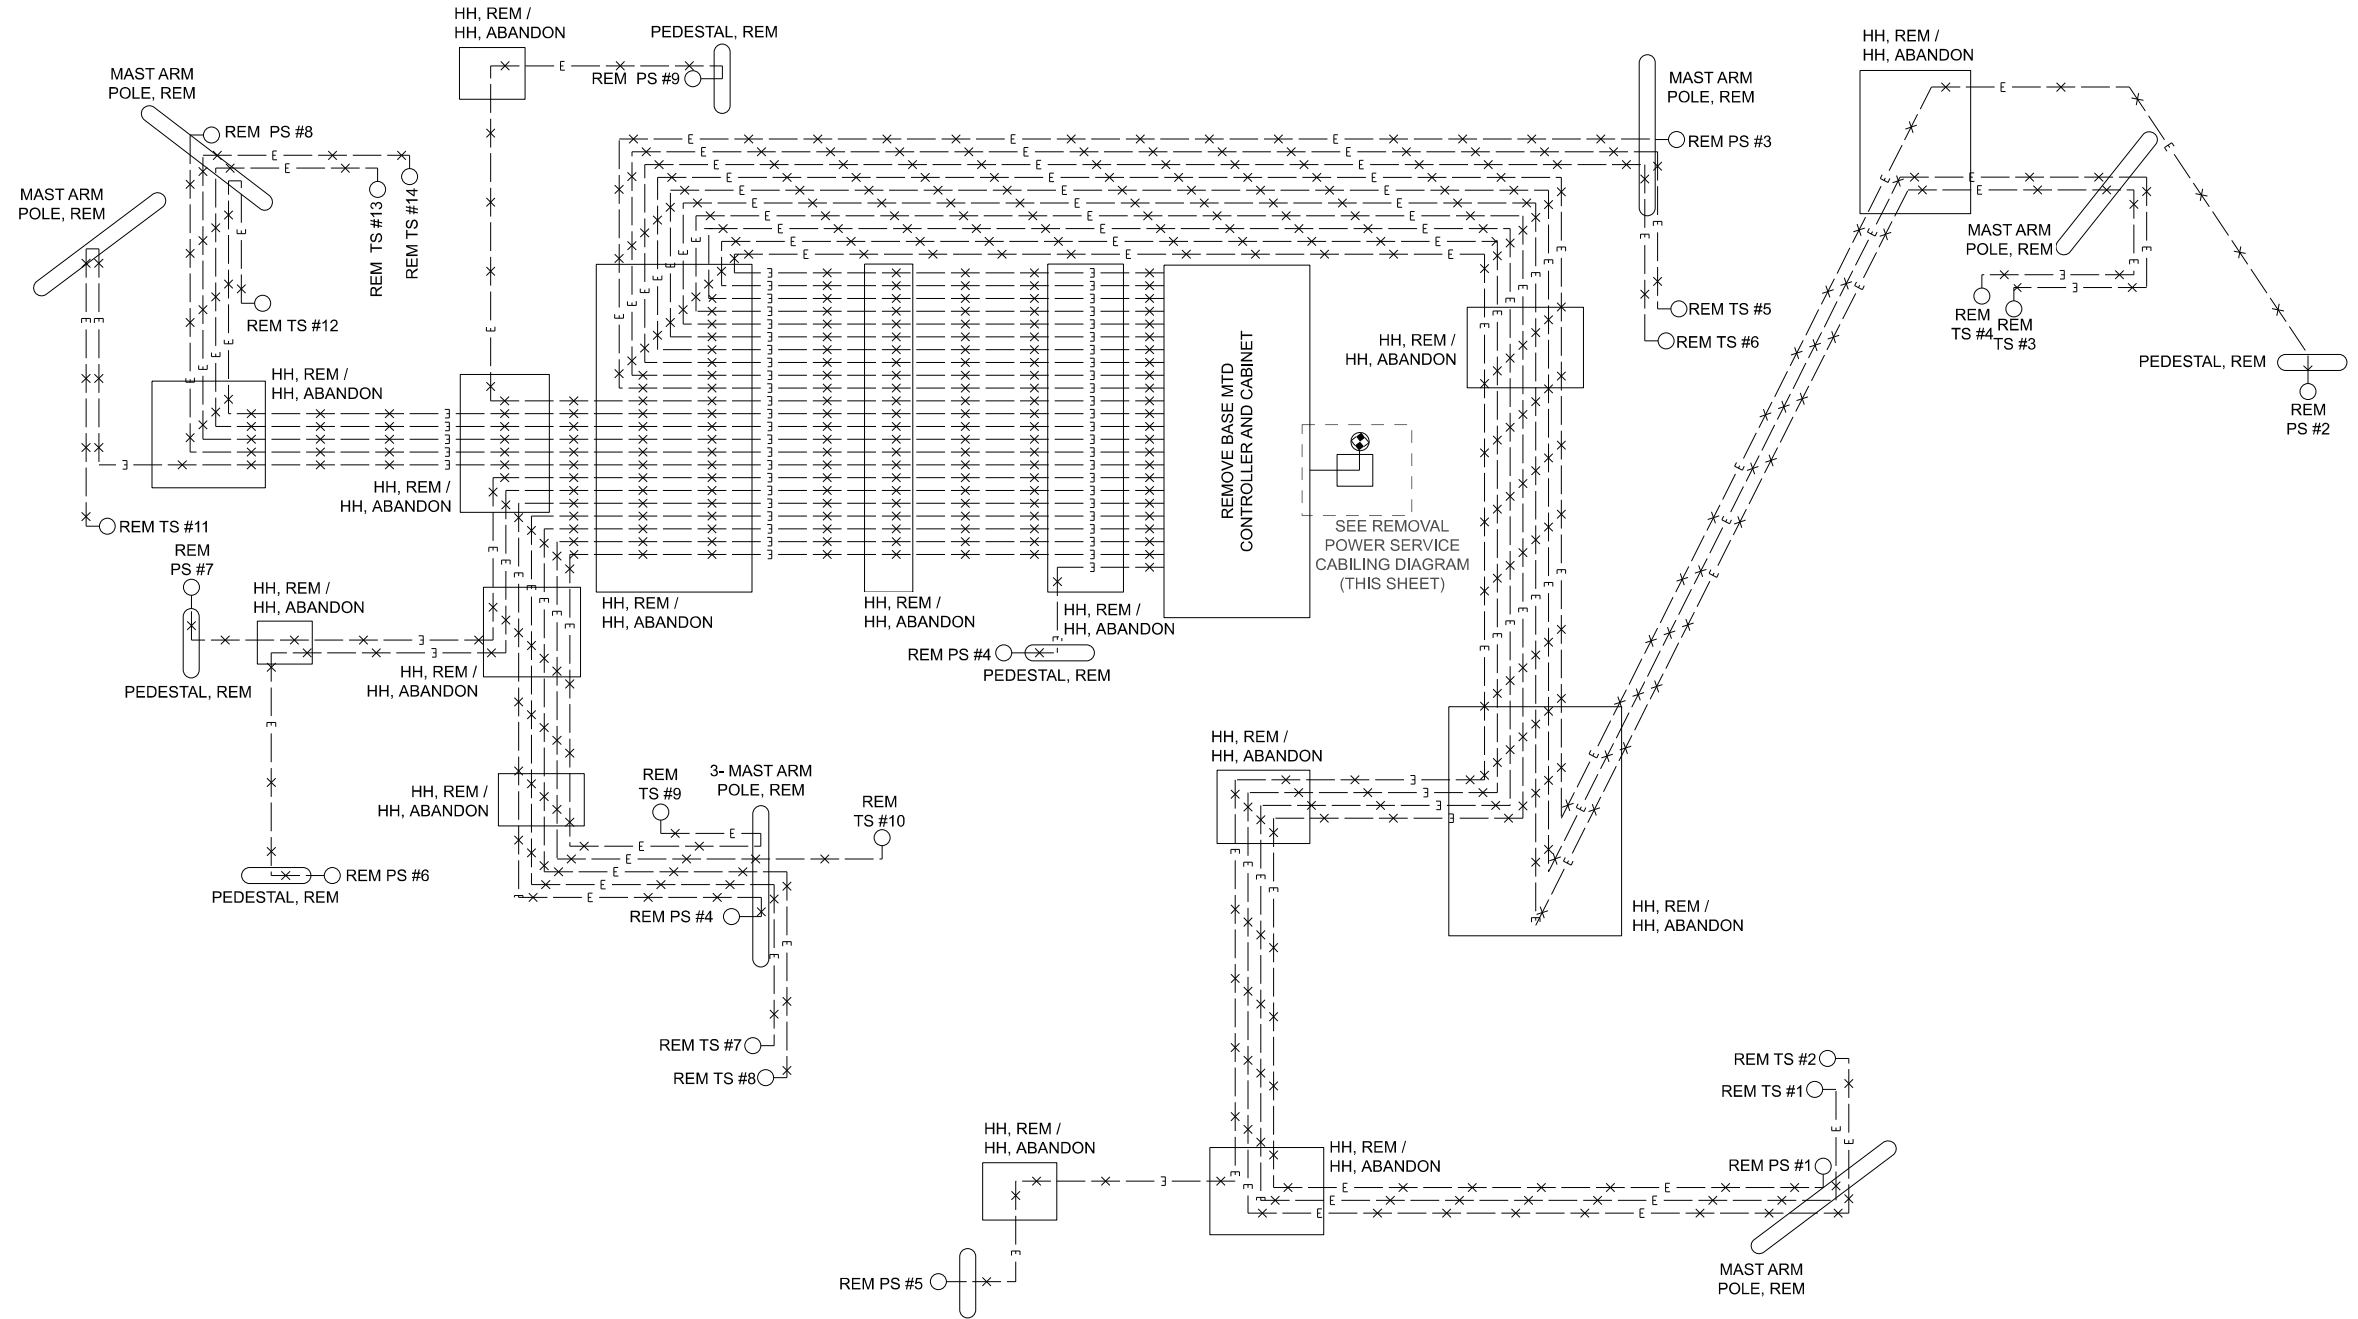 HH, REM /
HH, ABANDON
PEDESTAL, REM
REM PS #9
MAST ARM
POLE, REM
REM PS #8
REM TS #13
REM TS #14
REM TS #12
MAST ARM
POLE, REM
HH, REM /
HH, ABANDON
HH, REM /
HH, ABANDON
REM TS #11
REM
PS #7
HH, REM /
HH, ABANDON
PEDESTAL, REM
HH, REM /
HH, ABANDON
REM PS #6
PEDESTAL, REM
HH, REM /
HH, ABANDON
REM
TS #9
3- MAST ARM
POLE, REM
REM
TS #10
REM PS #4
REM TS #7
REM TS #8
HH, REM /
HH, ABANDON
HH, REM /
HH, ABANDON
HH, REM /
HH, ABANDON
REM PS #4
PEDESTAL, REM
REMOVE BASE MTD
CONTROLLER AND CABINET
SEE REMOVAL
POWER SERVICE
CABILING DIAGRAM
(THIS SHEET)
HH, REM /
HH, ABANDON
MAST ARM
POLE, REM
REM PS #3
REM TS #5
REM TS #6
HH, REM /
HH, ABANDON
MAST ARM
POLE, REM
REM
TS #4
REM
TS #3
PEDESTAL, REM
REM
PS #2
HH, REM /
HH, ABANDON
HH, REM /
HH, ABANDON
HH, REM /
HH, ABANDON
HH, REM /
HH, ABANDON
REM PS #5
REM TS #2
REM TS #1
REM PS #1
MAST ARM
POLE, REM
E